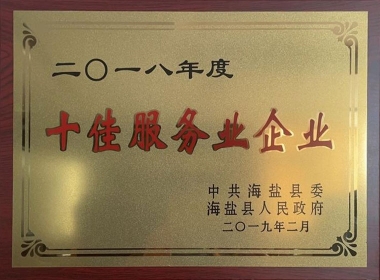 二〇一八年度
十佳服务业企业
中共海盐县委
海盐县人民政府
二〇一九年二月